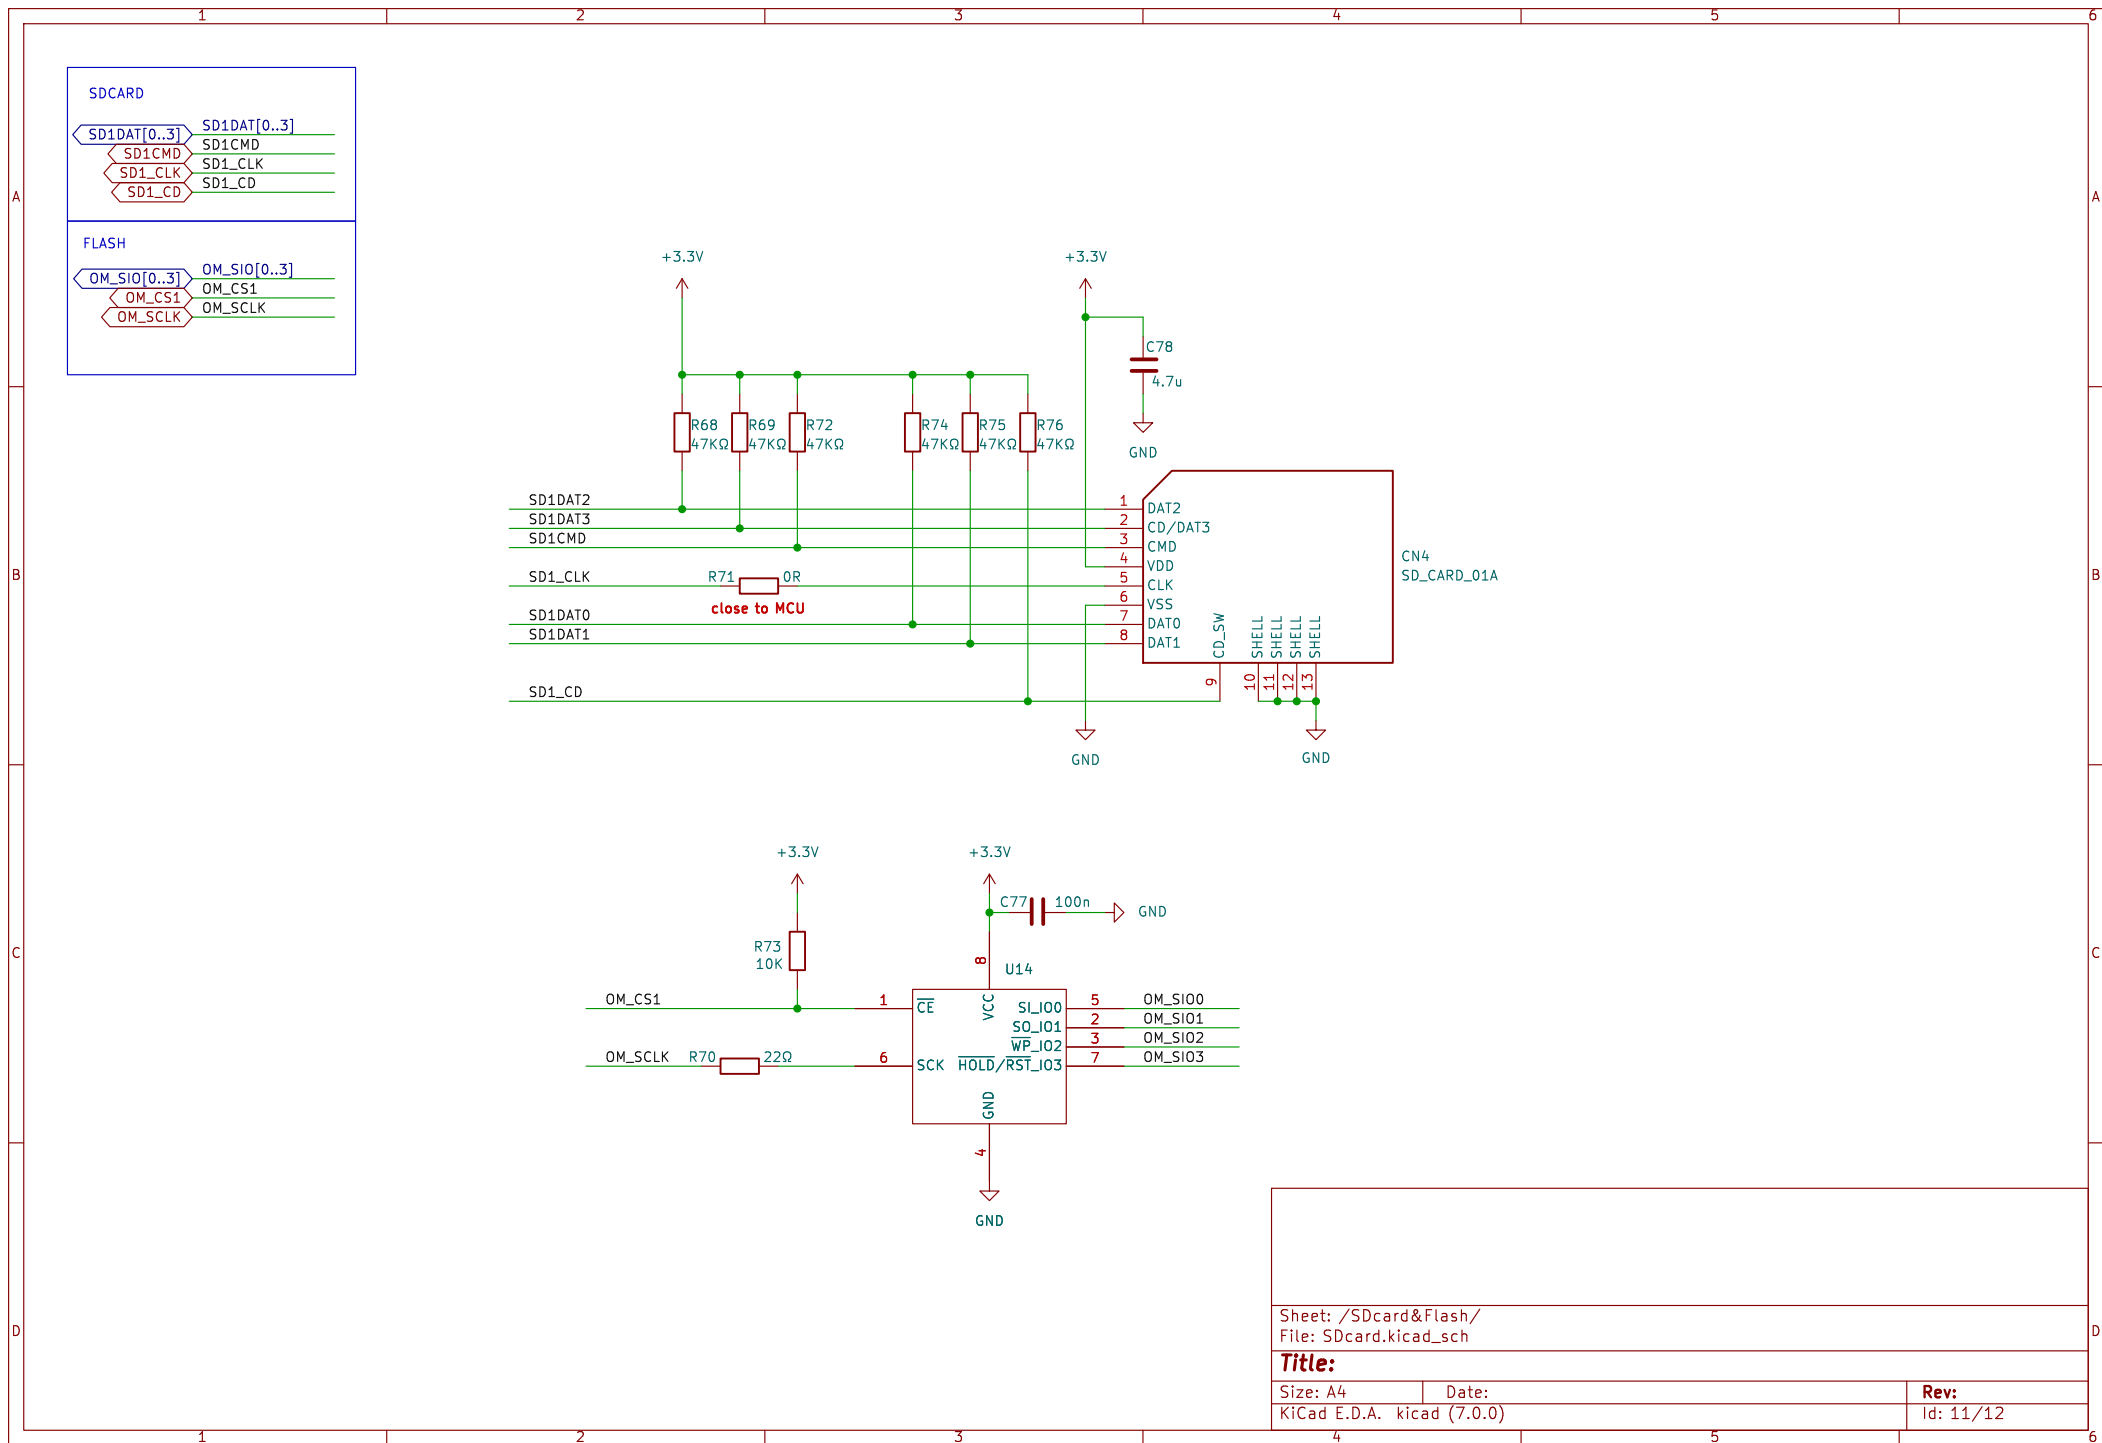 1 2 3 4 5 6
A A
B B
C C
D D
SDCARD
SD1DAT[0..3] SD1DAT[0..3]
SD1CMD SD1CMD
SD1_CLK SD1_CLK
SD1_CD SD1_CD
FLASH
OM_SIO[0..3] OM_SIO[0..3]
OM_CS1 OM_CS1
OM_SCLK OM_SCLK
+3.3V +3.3V
C78
4.7u
GND
R68 R69 R72 R74 R75 R76
47KΩ 47KΩ 47KΩ 47KΩ 47KΩ 47KΩ
SD1DAT2 1 DAT2
SD1DAT3 2 CD/DAT3
SD1CMD 3 CMD
4 VDD
SD1_CLK R71 0R 5 CLK
close to MCU
6 VSS
SD1DAT0 7 DAT0
SD1DAT1 8 DAT1
CN4
SD_CARD_01A
CD_SW SHELL SHELL SHELL SHELL
9 10 11 12 13
SD1_CD
GND GND
+3.3V +3.3V
C77 100n GND
R73
10K
8
U14
OM_CS1 1 CE VCC SI_IO0 5 OM_SIO0
SO_IO1 2 OM_SIO1
WP_IO2 3 OM_SIO2
OM_SCLK R70 22Ω 6 SCK HOLD/RST_IO3 7 OM_SIO3
GND
4
GND
Sheet: /SDcard&Flash/
File: SDcard.kicad_sch
Title:
Size: A4 Date: Rev:
KiCad E.D.A. kicad (7.0.0) Id: 11/12
1 2 3 4 5 6